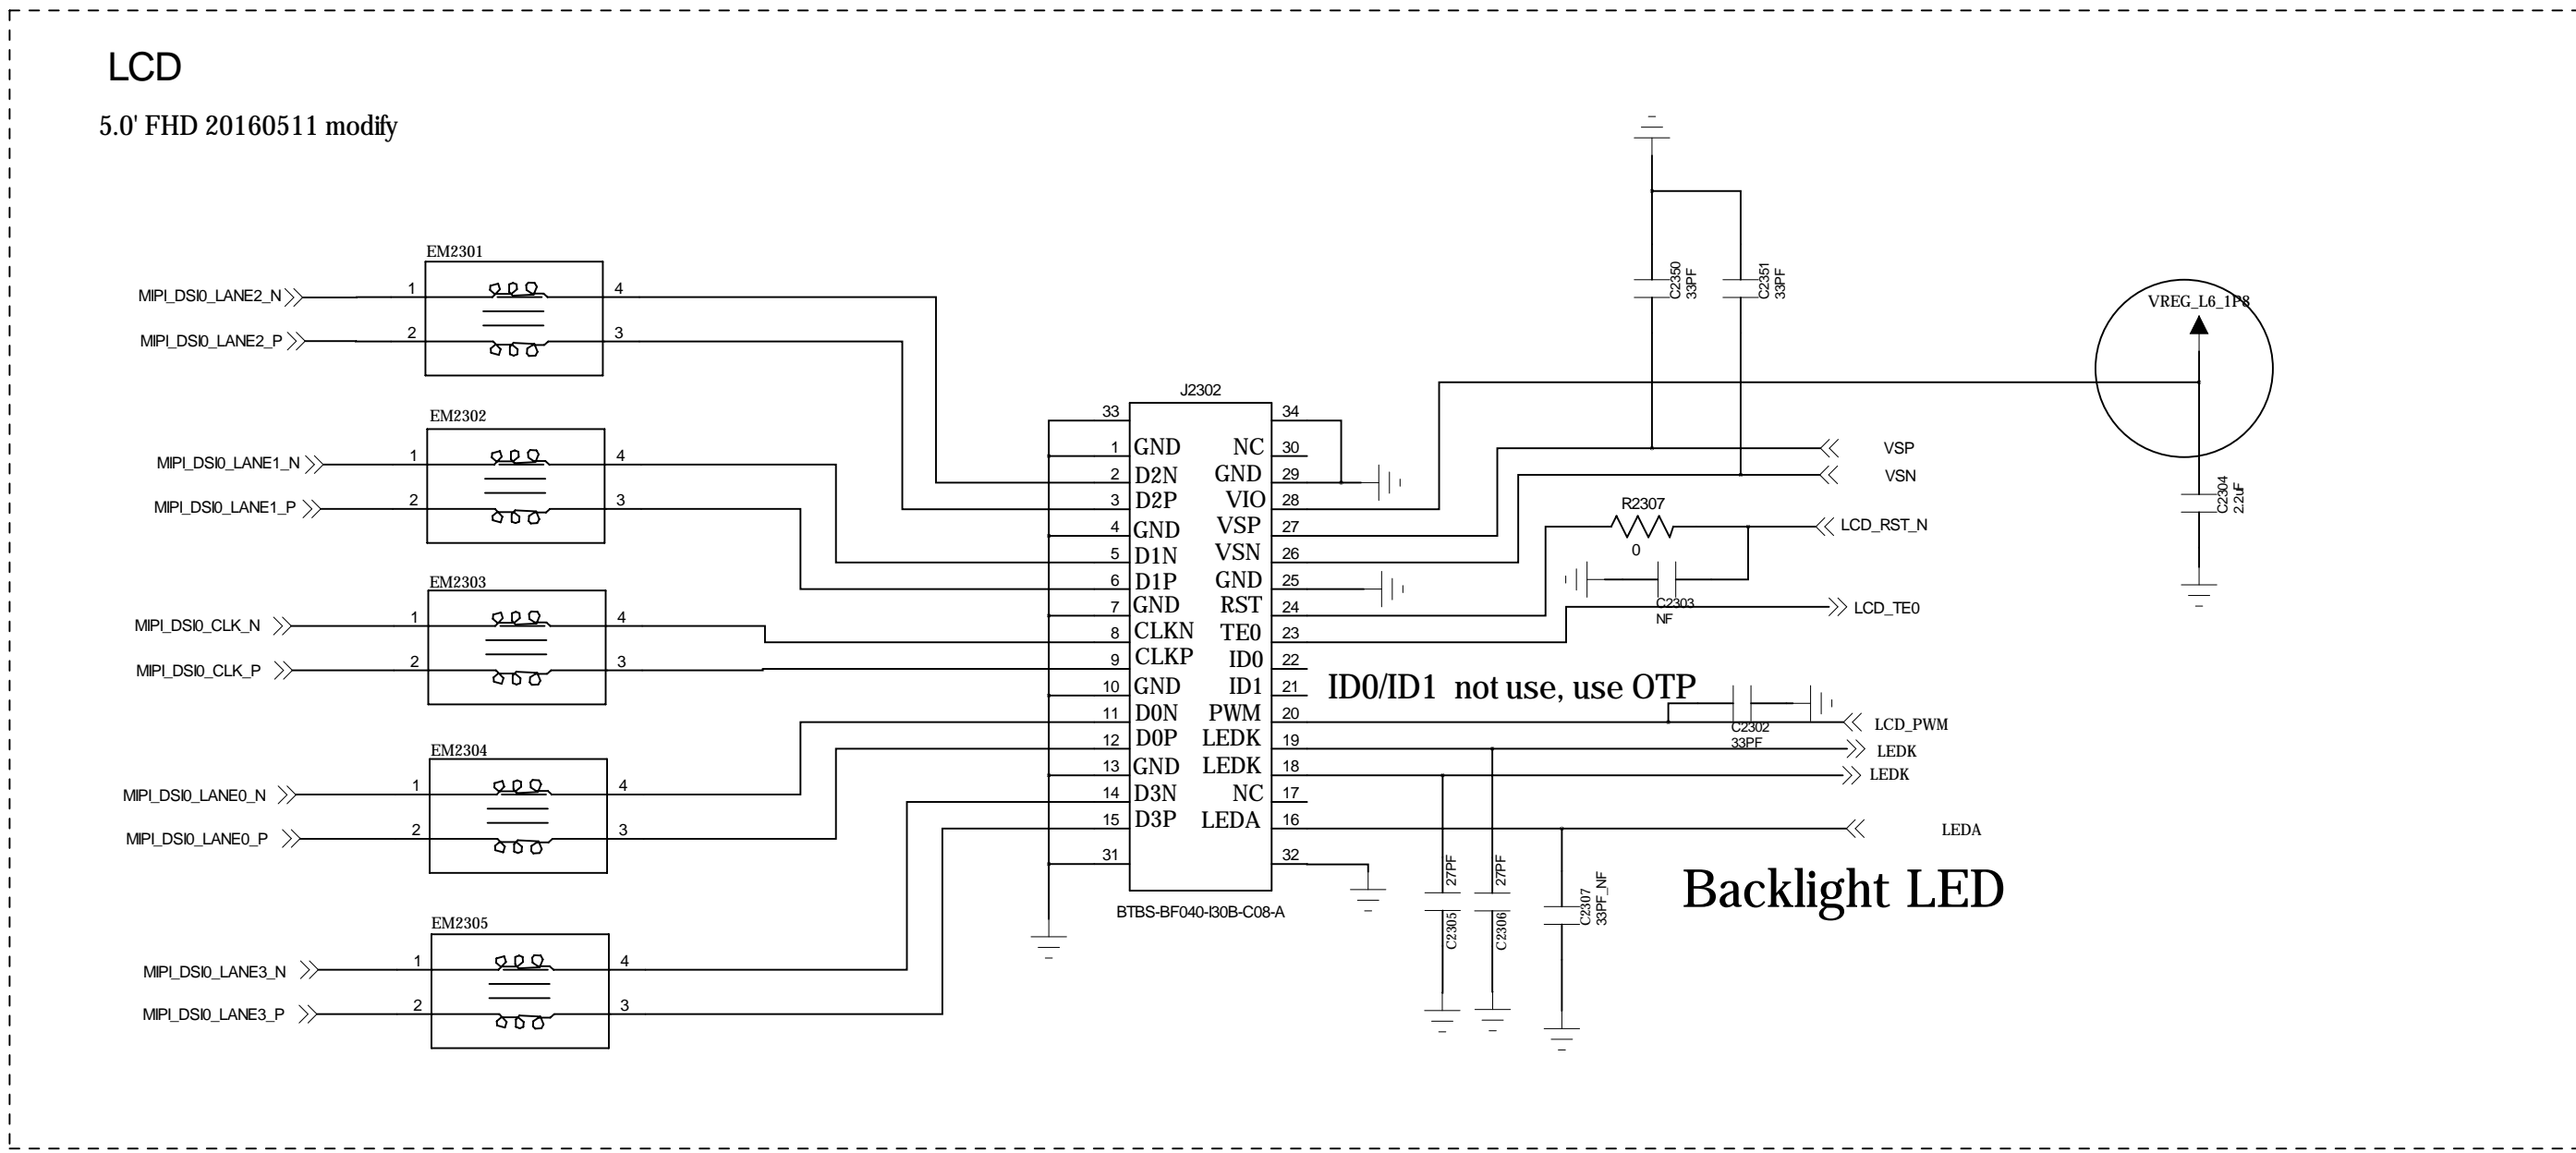 LCD
5.0' FHD 20160511 modify
EM2301
MIPI_DSI0_LANE2_N 1 4
MIPI_DSI0_LANE2_P 2 3
EM2302
MIPI_DSI0_LANE1_N 1 4
MIPI_DSI0_LANE1_P 2 3
EM2303
MIPI_DSI0_CLK_N 1 4
MIPI_DSI0_CLK_P 2 3
EM2304
MIPI_DSI0_LANE0_N 1 4
MIPI_DSI0_LANE0_P 2 3
EM2305
MIPI_DSI0_LANE3_N 1 4
MIPI_DSI0_LANE3_P 2 3
J2302
33 34
1 GND NC 30
2 D2N GND 29
3 D2P VIO 28
4 GND VSP 27
5 D1N VSN 26
6 D1P GND 25
7 GND RST 24
8 CLKN TE0 23
9 CLKP ID0 22
10 GND ID1 21
11 D0N PWM 20
12 D0P LEDK 19
13 GND LEDK 18
14 D3N NC 17
15 D3P LEDA 16
31 32
BTBS-BF040-I30B-C08-A
C2350
33PF
C2351
33PF
VREG_L6_1P8
C2304
2.2uF
VSP
VSN
R2307
0
LCD_RST_N
C2303
NF
LCD_TE0
ID0/ID1 not use, use OTP
C2302
33PF
LCD_PWM
LEDK
LEDK
LEDA
C2305
27PF
C2306
27PF
C2307
33PF_NF
Backlight LED